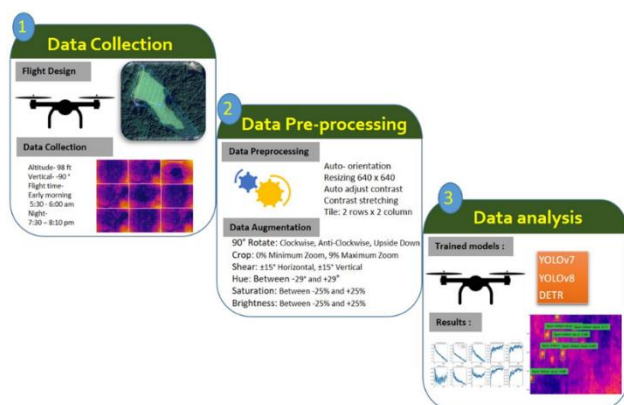 1
Data Collection
Flight Design
Data Collection
Altitude- 98 ft
Vertical- -90 °
Flight time-
Early morning
5:30 - 6:00 am
Night-
7:30 – 8:10 pm
2
Data Pre-processing
Data Preprocessing
Auto- orientation
Resizing 640 x 640
Auto adjust contrast
Contrast stretching
Tile: 2 rows x 2 column
Data Augmentation
90° Rotate: Clockwise, Anti-Clockwise, Upside Down
Crop: 0% Minimum Zoom, 9% Maximum Zoom
Shear: ±15° Horizontal, ±15° Vertical
Hue: Between -29° and +29°
Saturation: Between -25% and +25%
Brightness: Between -25% and +25%
3
Data analysis
Trained models :
YOLOv7
YOLOv8
DETR
Results :